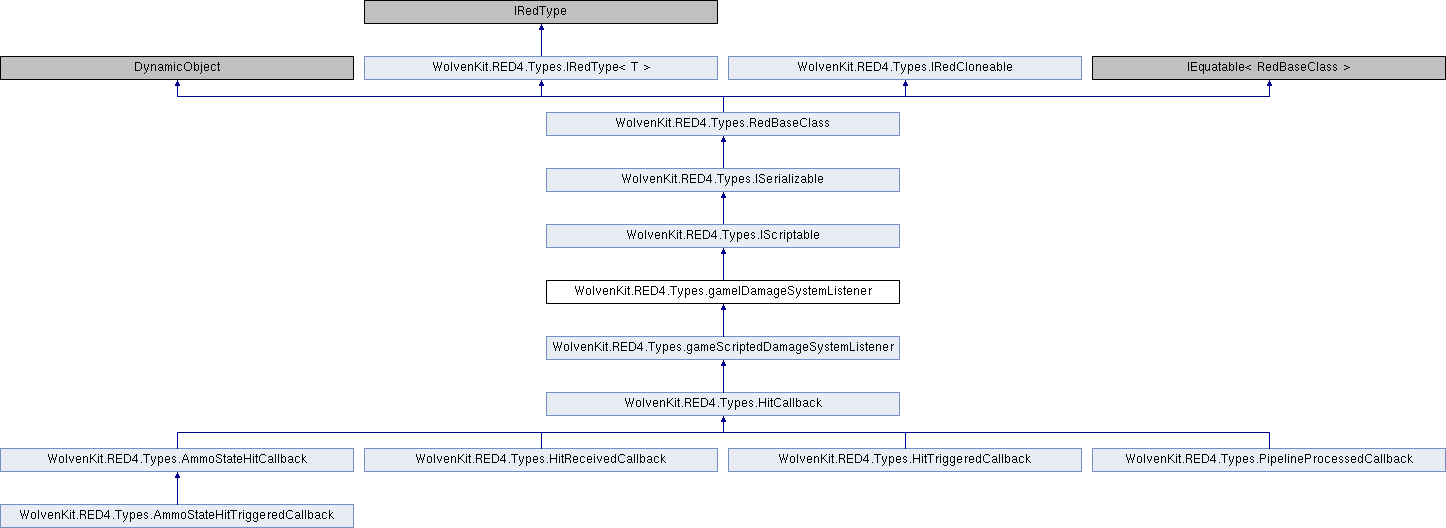 IRedType
DynamicObject
WolvenKit.RED4.Types.IRedType< T >
WolvenKit.RED4.Types.IRedCloneable
IEquatable< RedBaseClass >
WolvenKit.RED4.Types.RedBaseClass
WolvenKit.RED4.Types.ISerializable
WolvenKit.RED4.Types.IScriptable
WolvenKit.RED4.Types.gameIDamageSystemListener
WolvenKit.RED4.Types.gameScriptedDamageSystemListener
WolvenKit.RED4.Types.HitCallback
WolvenKit.RED4.Types.AmmoStateHitCallback
WolvenKit.RED4.Types.HitReceivedCallback
WolvenKit.RED4.Types.HitTriggeredCallback
WolvenKit.RED4.Types.PipelineProcessedCallback
WolvenKit.RED4.Types.AmmoStateHitTriggeredCallback